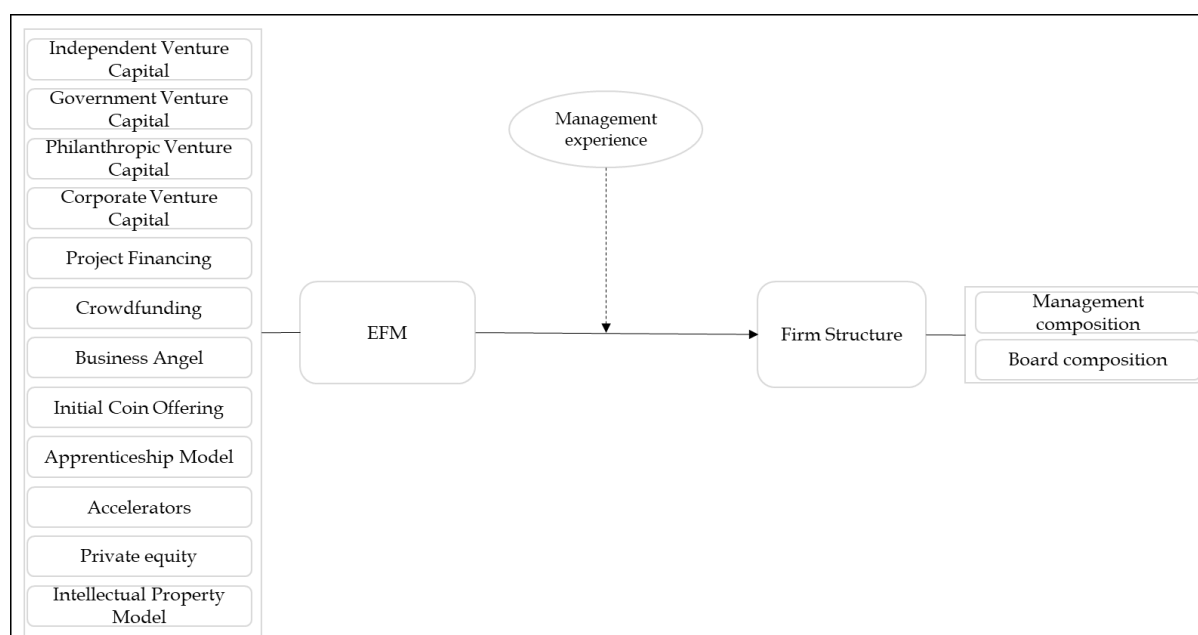 Independent Venture
Capital
Government Venture
Capital
Philanthropic Venture
Capital
Corporate Venture
Capital
Project Financing
Crowdfunding
Business Angel
Initial Coin Offering
Apprenticeship Model
Accelerators
Private equity
Intellectual Property
Model
EFM
Management
experience
Firm Structure
Management
composition
Board composition